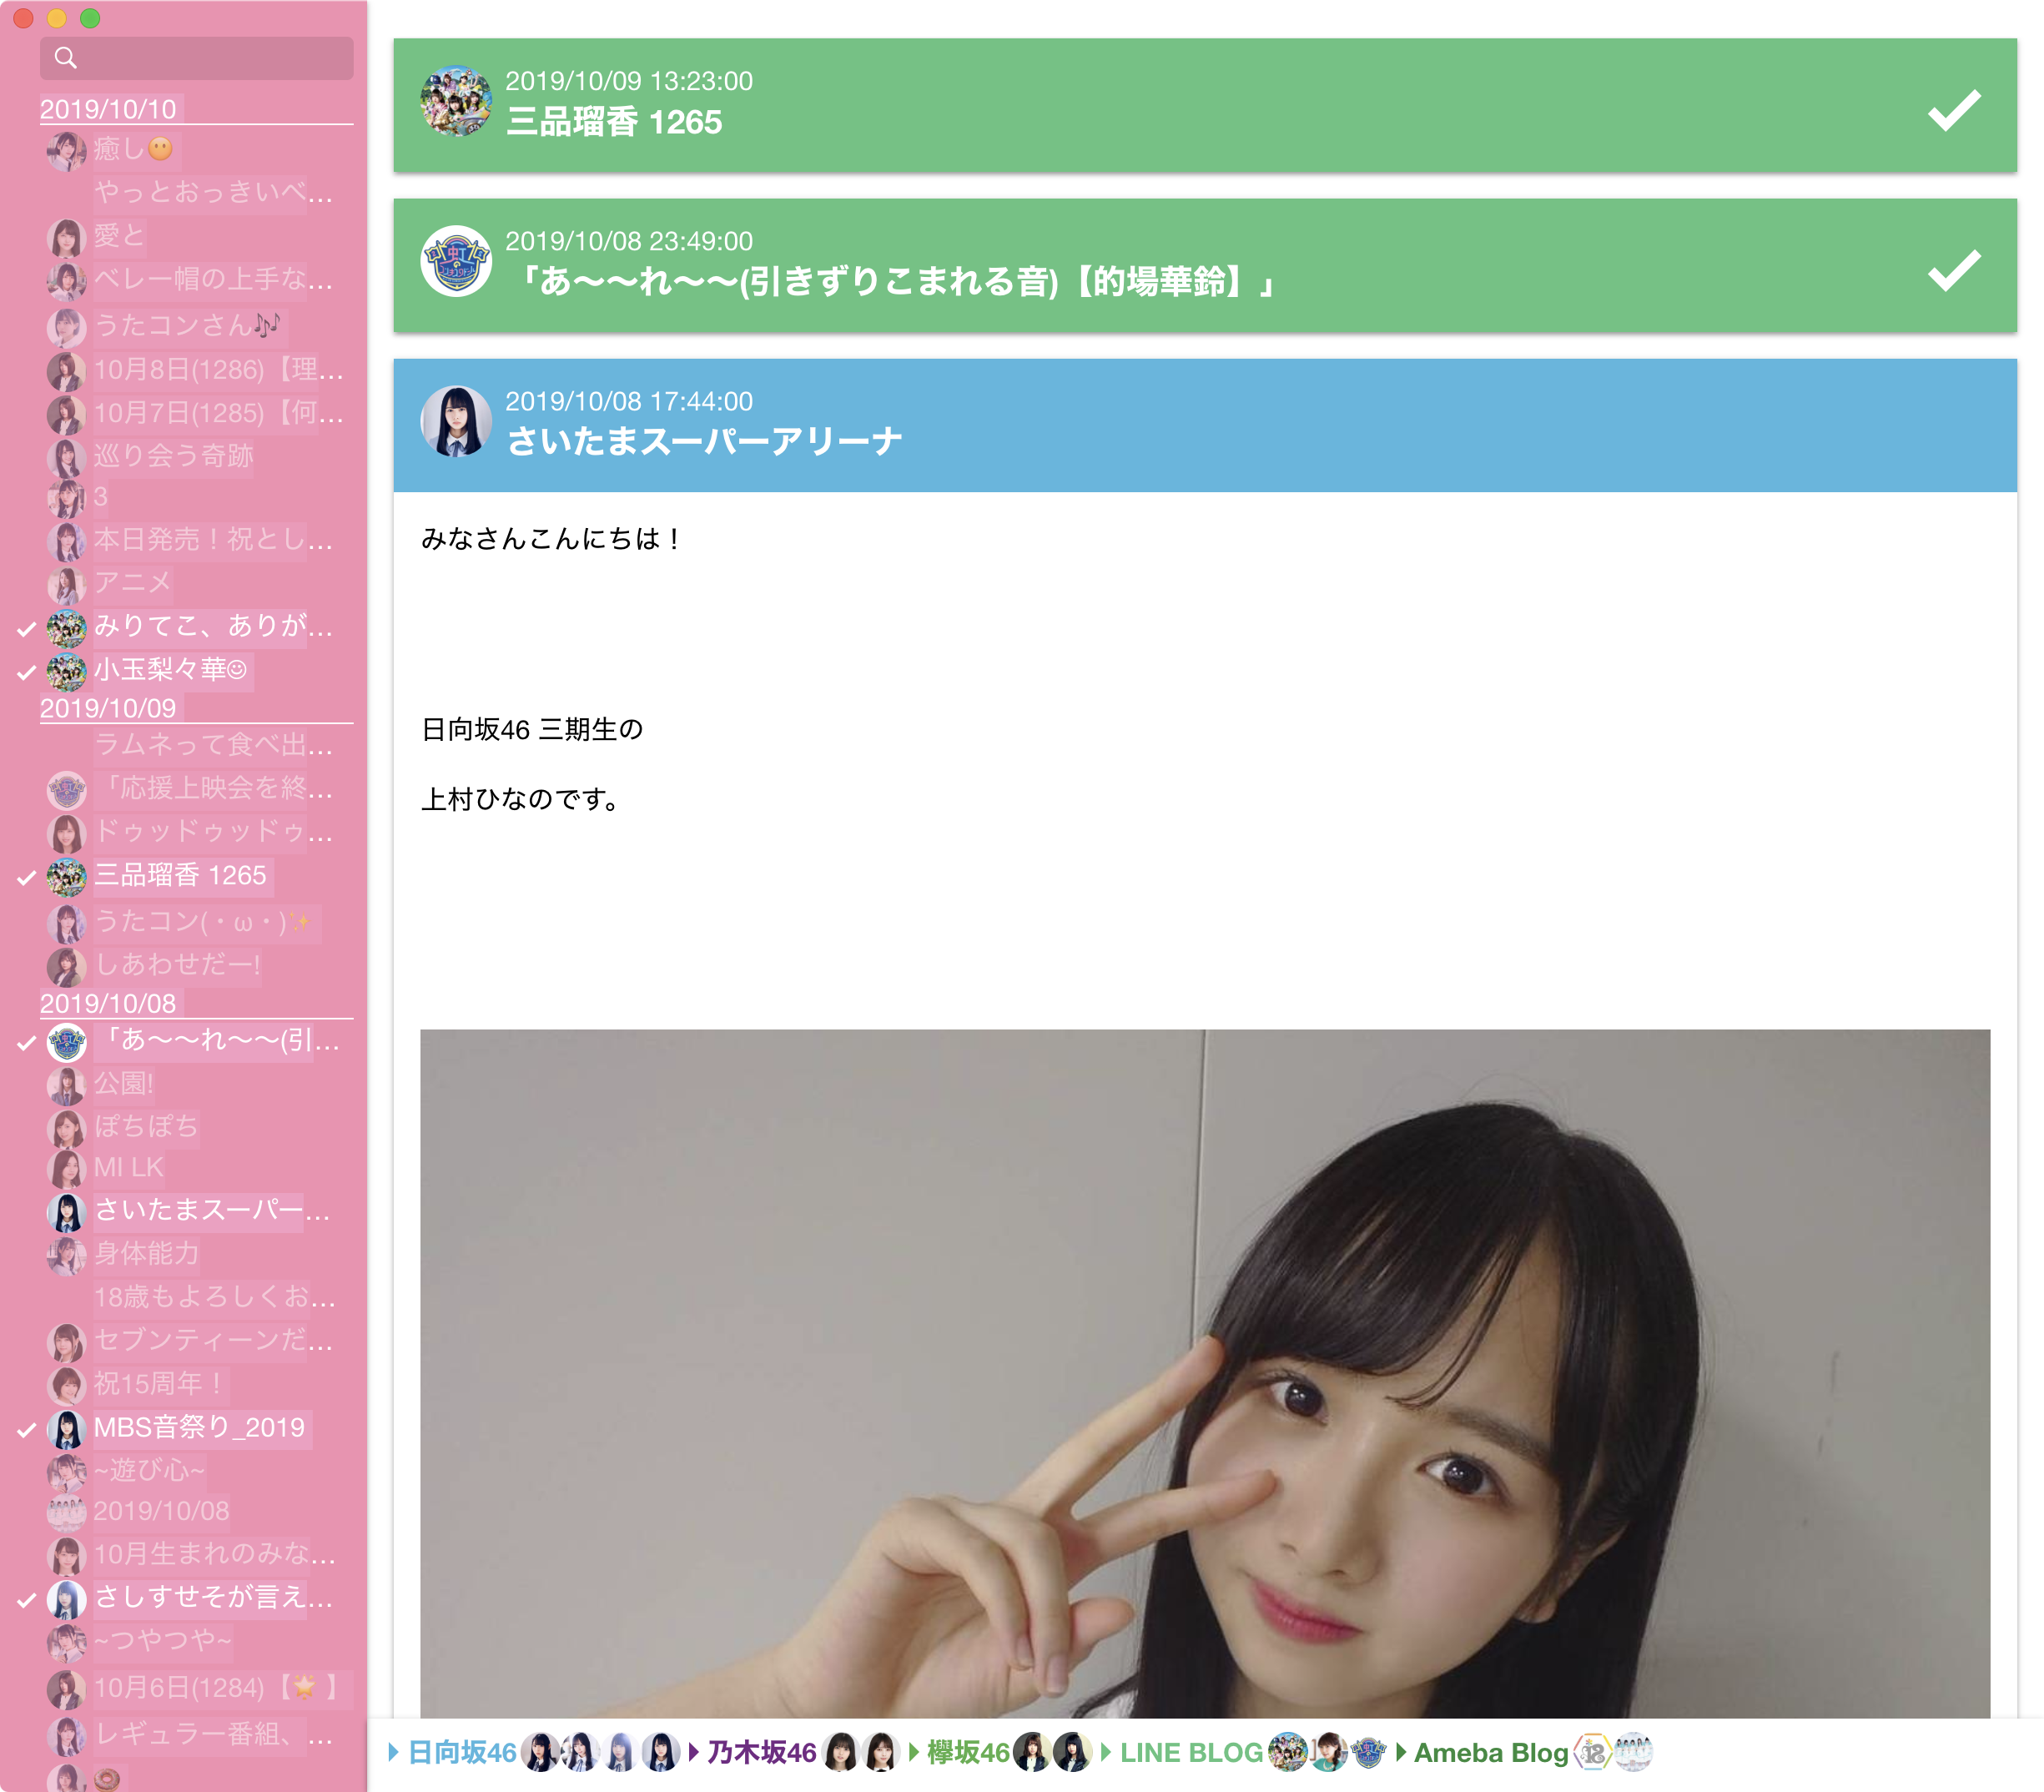 2019/10/10
癒し😶
やっとおっきいべ...
愛と
ベレー帽の上手な...
うたコンさん🎶
10月8日(1286)【理...
10月7日(1285)【何...
巡り会う奇跡
3
本日発売！祝とし...
アニメ
みりてこ、ありが...
小玉梨々華☺
2019/10/09
ラムネって食べ出...
「応援上映会を終...
ドゥッドゥッドゥ...
三品瑠香 1265
うたコン(・ω・)✨
しあわせだー!
2019/10/08
「あ〜〜れ〜〜(引...
公園!
ぽちぽち
MI LK
さいたまスーパー...
身体能力
18歳もよろしくお...
セブンティーンだ...
祝15周年！
MBS音祭り_2019
~遊び心~
2019/10/08
10月生まれのみな...
さしすせそが言え...
~つやつや~
10月6日(1284)【🌟 】
レギュラー番組、...
🍩
2019/10/09 13:23:00
三品瑠香 1265
2019/10/08 23:49:00
「あ〜〜れ〜〜(引きずりこまれる音)【的場華鈴】」
2019/10/08 17:44:00
さいたまスーパーアリーナ
みなさんこんにちは！
日向坂46 三期生の
上村ひなのです。
日向坂46 乃木坂46 欅坂46 LINE BLOG Ameba Blog